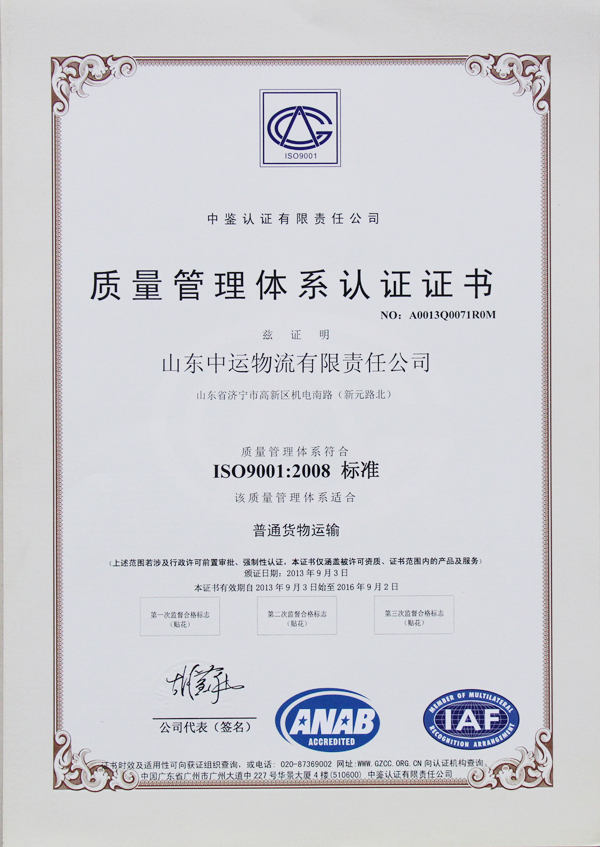 ISO9001
中鉴认证有限责任公司
质量管理体系认证证书
NO: A0013Q0071R0M
兹 证 明
山东中运物流有限责任公司
山东省济宁市高新区机电南路（新元路北）
质量管理体系符合
ISO9001:2008 标准
该质量管理体系适合
普通货物运输
（上述范围若涉及行政许可前置审批、强制性认证，本证书仅涵盖被许可资质、证书范围内的产品及服务）
颁证日期：2013 年 9 月 3 日
本证书有效期自 2013 年 9 月 3 日始至 2016 年 9 月 2 日
第一次监督合格标志
（贴花）
第二次监督合格标志
（贴花）
第三次监督合格标志
（贴花）
公司代表（签名）
ANAB
ACCREDITED
MEMBER OF MULTILATERAL
IAF
RECOGNITION ARRANGEMENT
证书时效及适用性可向获证组织查询，或电话：020-87369002 网址:WWW.GZCC.ORG.CN 向认证机构查询。
中国广东省广州市广州大道中 227 号华景大厦 4 楼 (510600) 中鉴认证有限责任公司